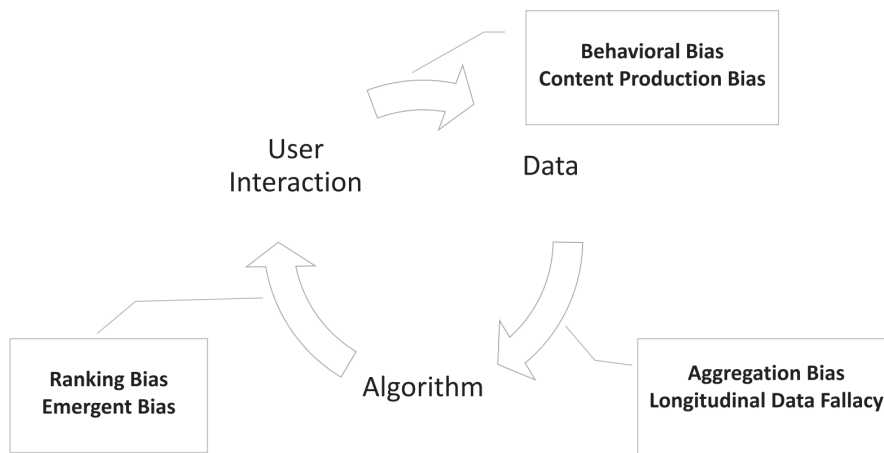 Behavioral Bias
Content Production Bias
User
Interaction
Data
Ranking Bias
Emergent Bias
Algorithm
Aggregation Bias
Longitudinal Data Fallacy